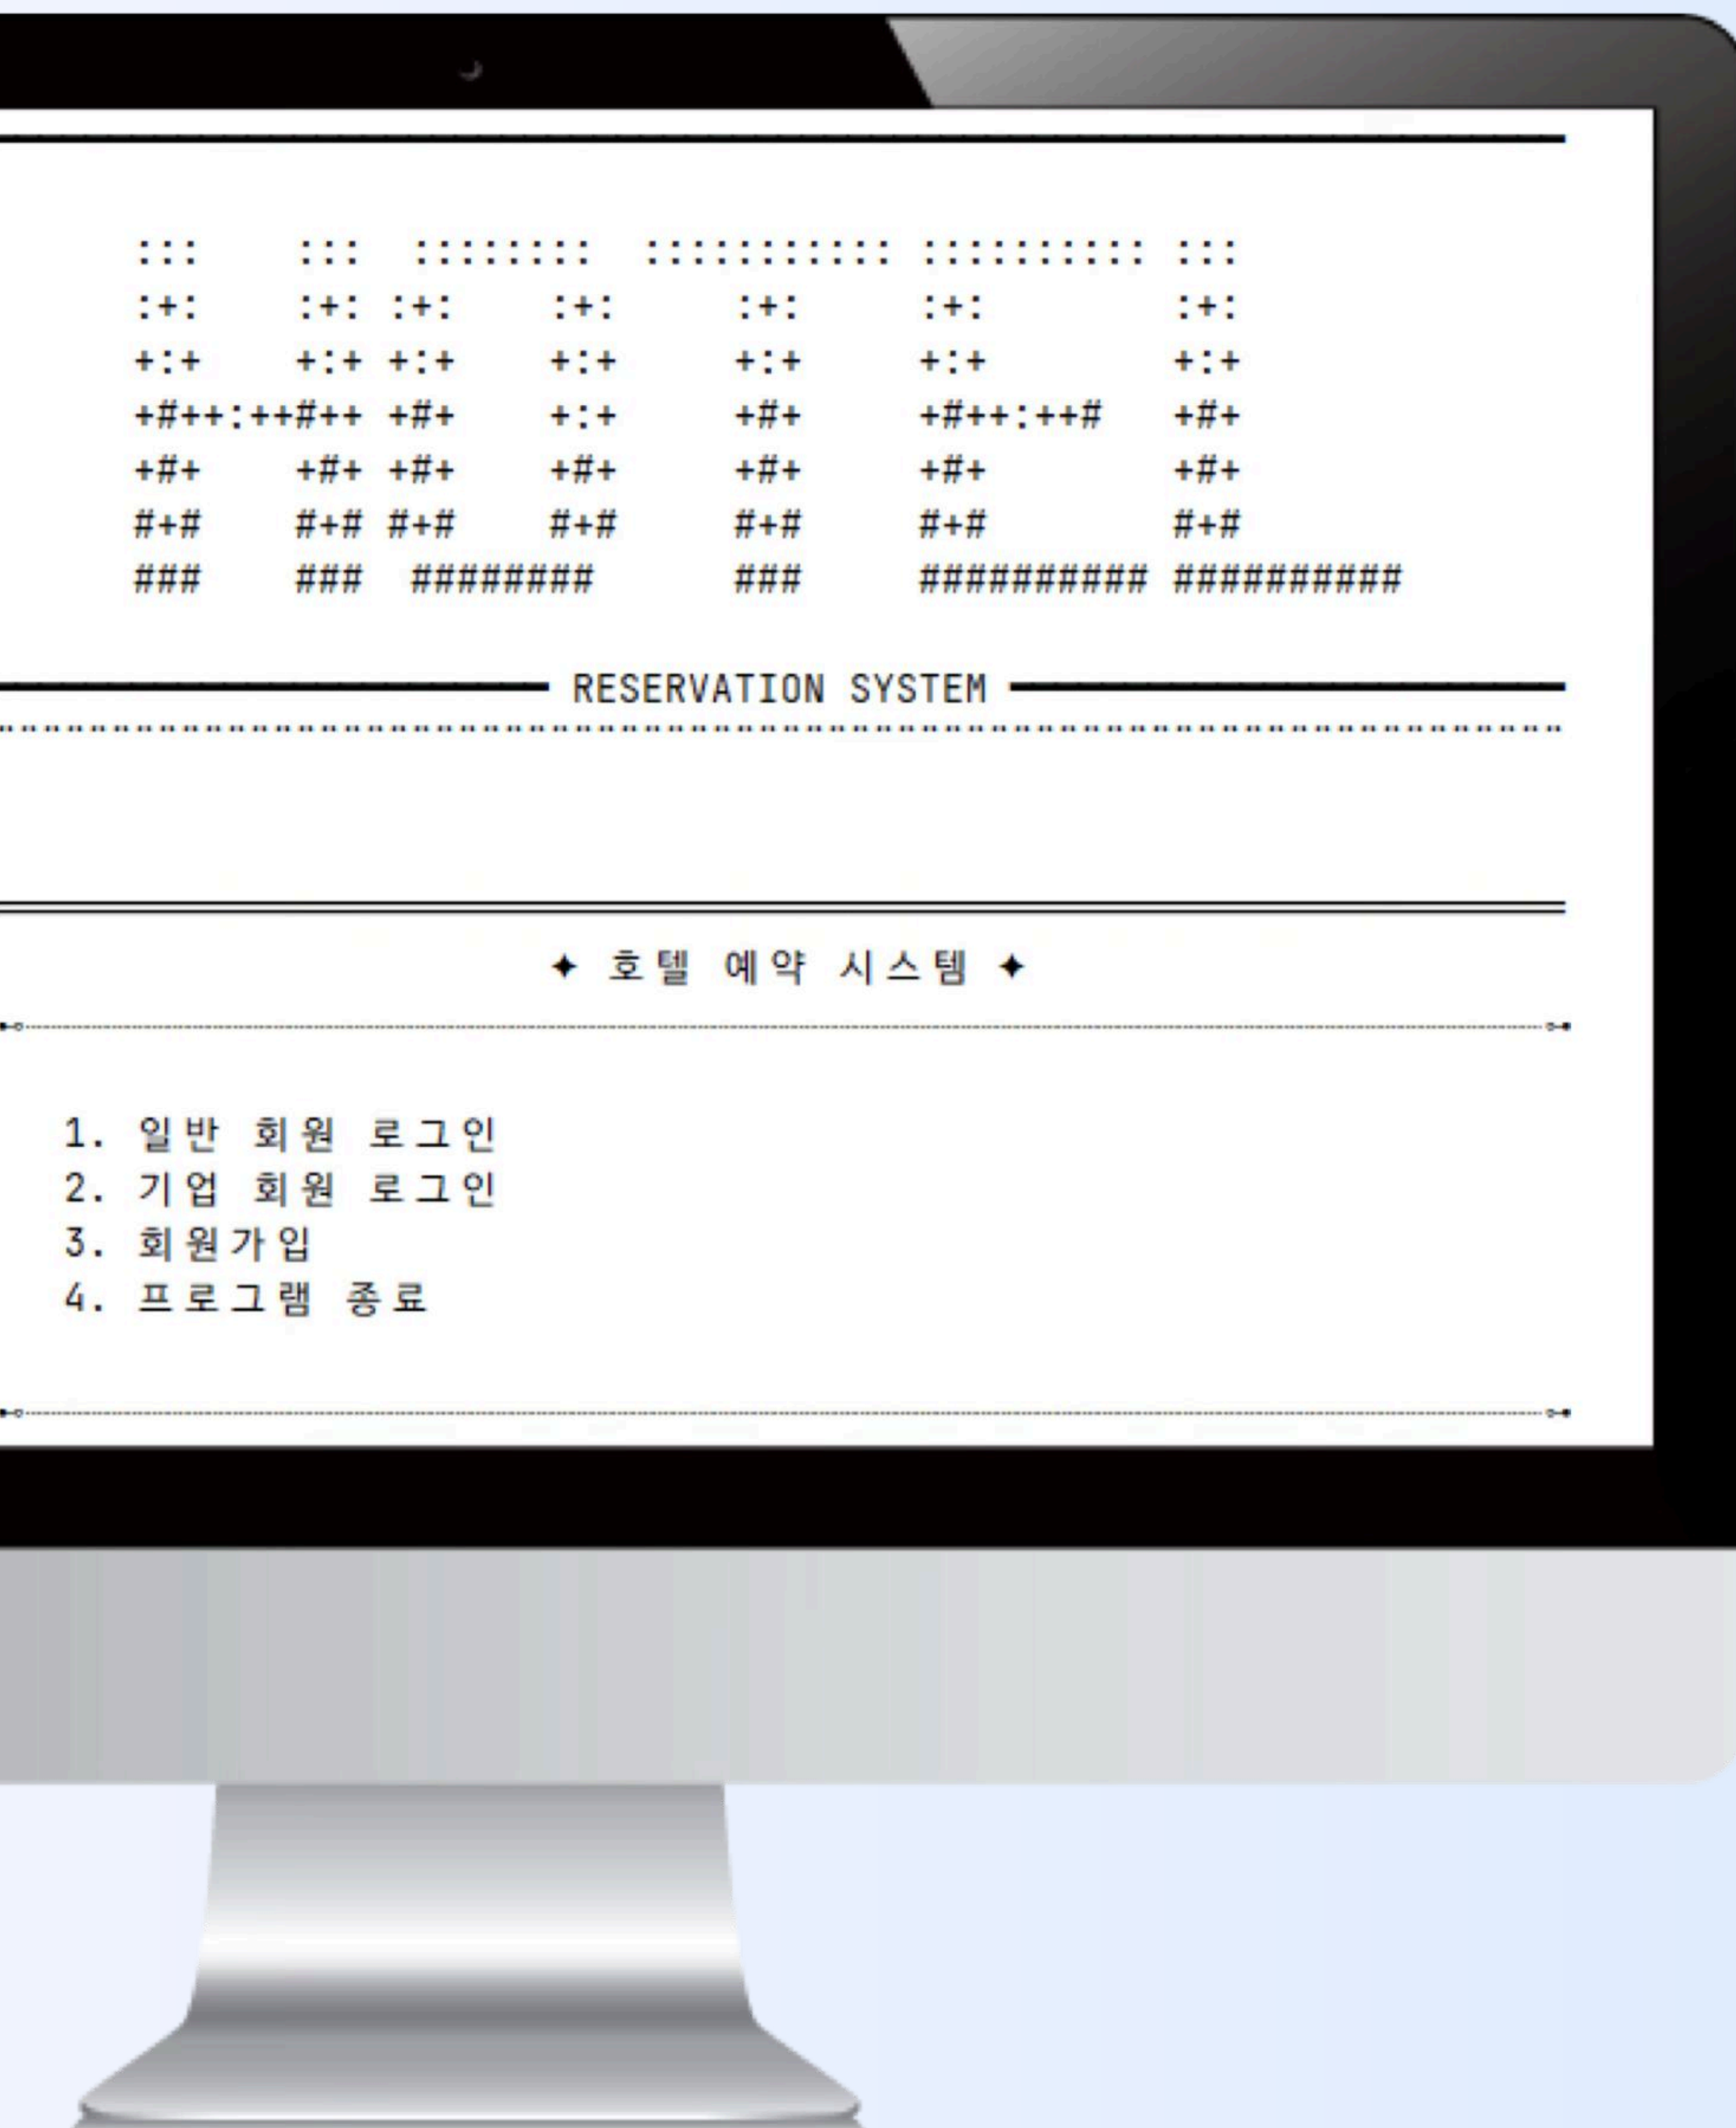 :::    :::  ::::::::  ::::::::::: :::::::::: :::
:+:    :+: :+:    :+:     :+:     :+:        :+:
+:+    +:+ +:+    +:+     +:+     +:+        +:+
+#++:++#++ +#+    +:+     +#+     +#++:++#   +#+
+#+    +#+ +#+    +#+     +#+     +#+        +#+
#+#    #+# #+#    #+#     #+#     #+#        #+#
###    ###  ########      ###     ########## ##########
RESERVATION SYSTEM
✦ 호텔 예약 시스템 ✦
1. 일반 회원 로그인
2. 기업 회원 로그인
3. 회원가입
4. 프로그램 종료